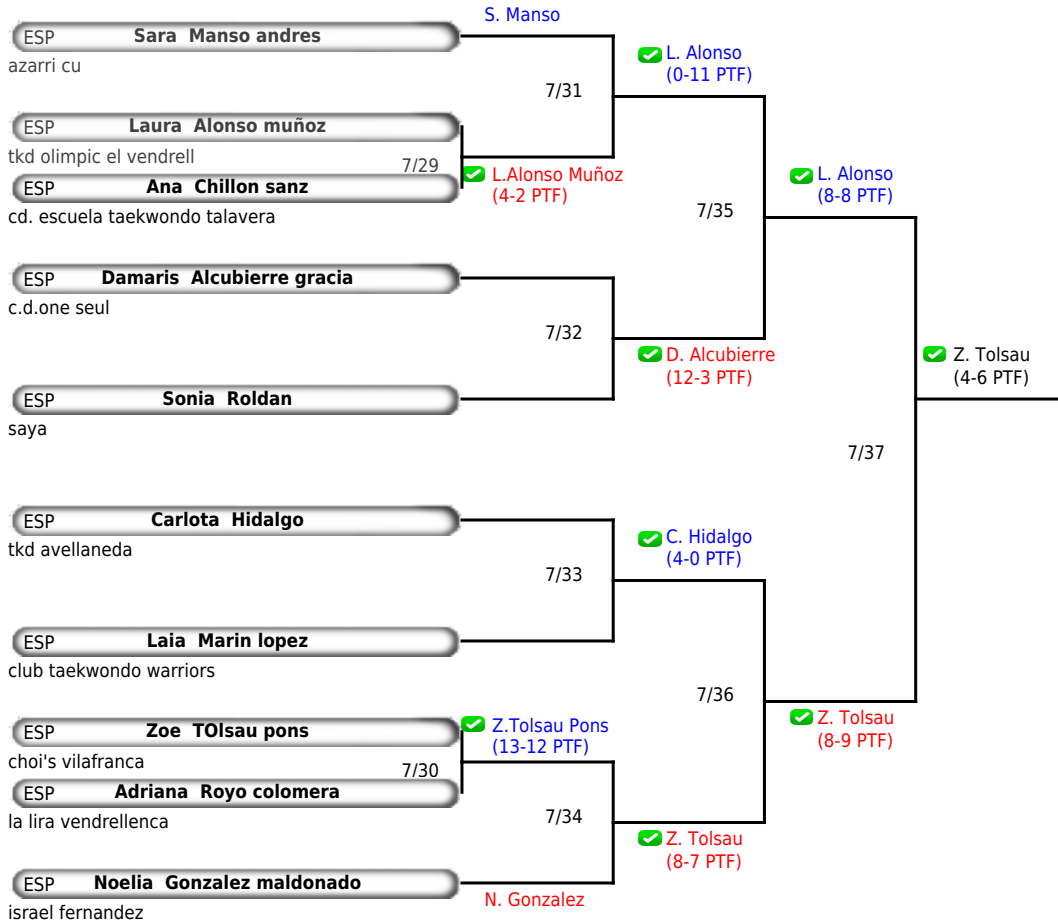 S. Manso
ESP Sara Manso andres
azarri cu
L. Alonso
(0-11 PTF)
7/31
ESP Laura Alonso muñoz
tkd olimpic el vendrell
7/29
L.Alonso Muñoz
(4-2 PTF)
ESP Ana Chillon sanz
cd. escuela taekwondo talavera
L. Alonso
(8-8 PTF)
7/35
ESP Damaris Alcubierre gracia
c.d.one seul
7/32
D. Alcubierre
(12-3 PTF)
Z. Tolsau
(4-6 PTF)
ESP Sonia Roldan
saya
7/37
ESP Carlota Hidalgo
tkd avellaneda
C. Hidalgo
(4-0 PTF)
7/33
ESP Laia Marin lopez
club taekwondo warriors
7/36
Z. Tolsau
(8-9 PTF)
ESP Zoe TOlsau pons
choi's vilafranca
Z.Tolsau Pons
(13-12 PTF)
7/30
ESP Adriana Royo colomera
la lira vendrellenca
7/34
Z. Tolsau
(8-7 PTF)
ESP Noelia Gonzalez maldonado
israel fernandez
N. Gonzalez